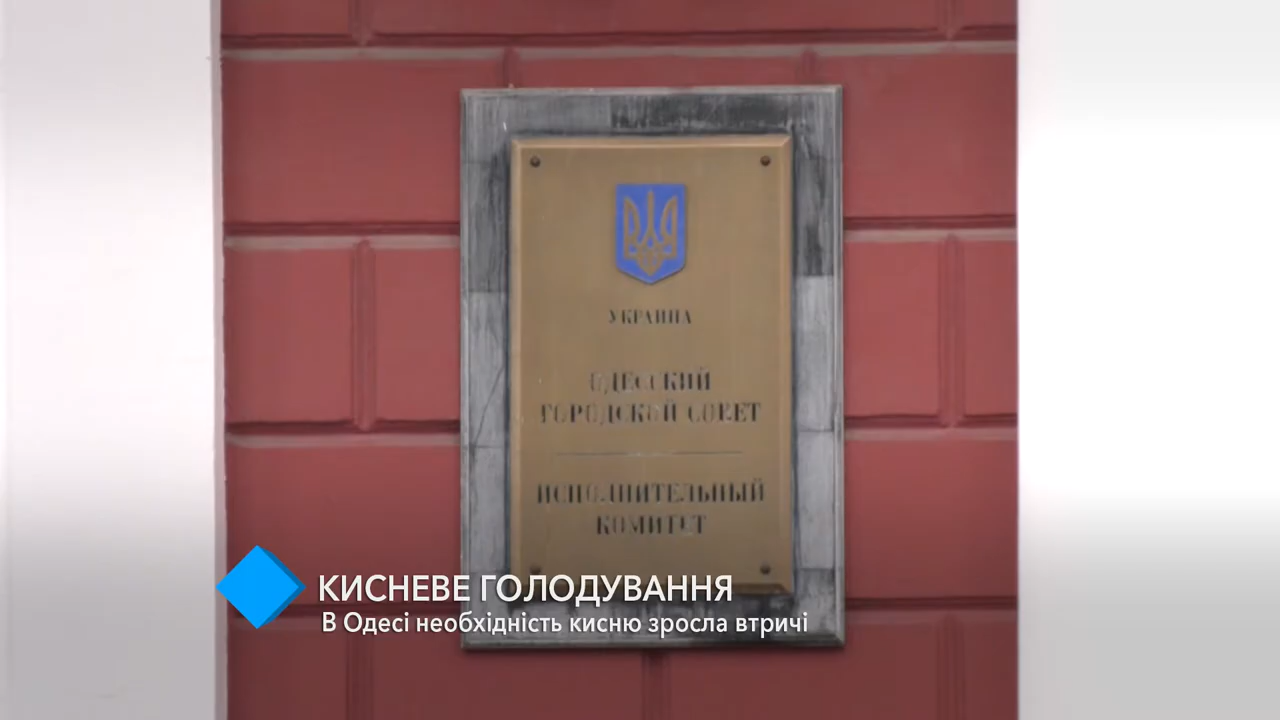 УКРАИНА
ОДЕССКИЙ
ГОРОДСКОЙ СОВЕТ
ИСПОЛНИТЕЛЬНЫЙ
КОМИТЕТ
КИСНЕВЕ ГОЛОДУВАННЯ
В Одесі необхідність кисню зросла втричі